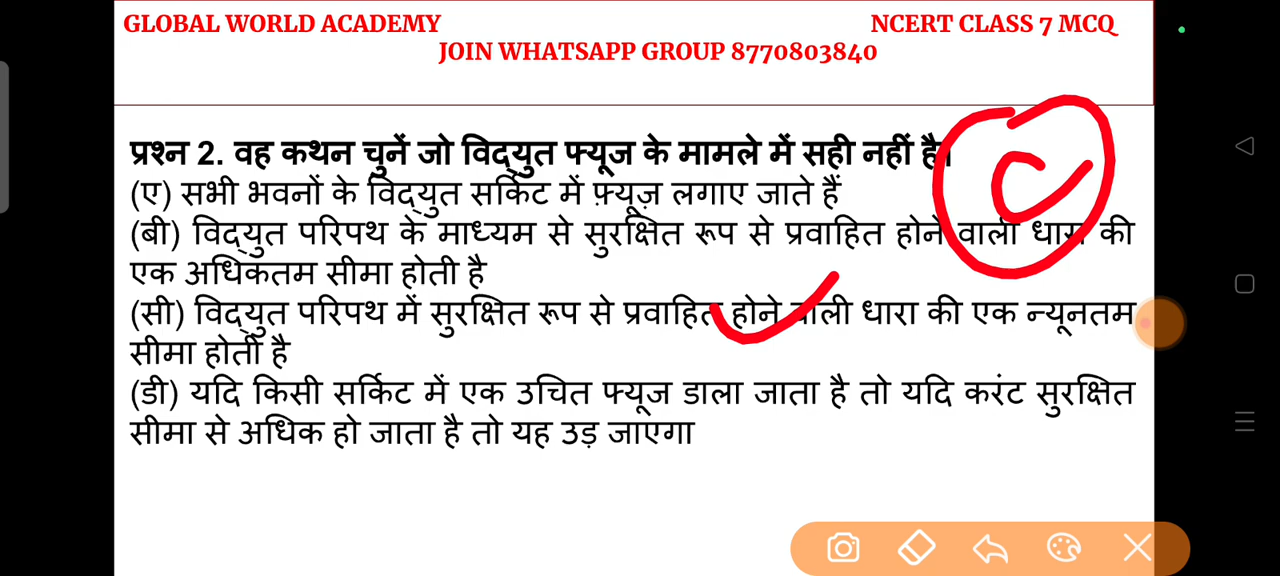 GLOBAL WORLD ACADEMY NCERT CLASS 7 MCQ
JOIN WHATSAPP GROUP 8770803840
प्रश्न 2. वह कथन चुनें जो विद्युत फ्यूज के मामले में सही नहीं है।
C
(ए) सभी भवनों के विद्युत सर्किट में फ़्यूज़ लगाए जाते हैं
(बी) विद्युत परिपथ के माध्यम से सुरक्षित रूप से प्रवाहित होने वाली धारा की
एक अधिकतम सीमा होती है
(सी) विद्युत परिपथ में सुरक्षित रूप से प्रवाहित होने वाली धारा की एक न्यूनतम
सीमा होती है
(डी) यदि किसी सर्किट में एक उचित फ्यूज डाला जाता है तो यदि करंट सुरक्षित
सीमा से अधिक हो जाता है तो यह उड़ जाएगा